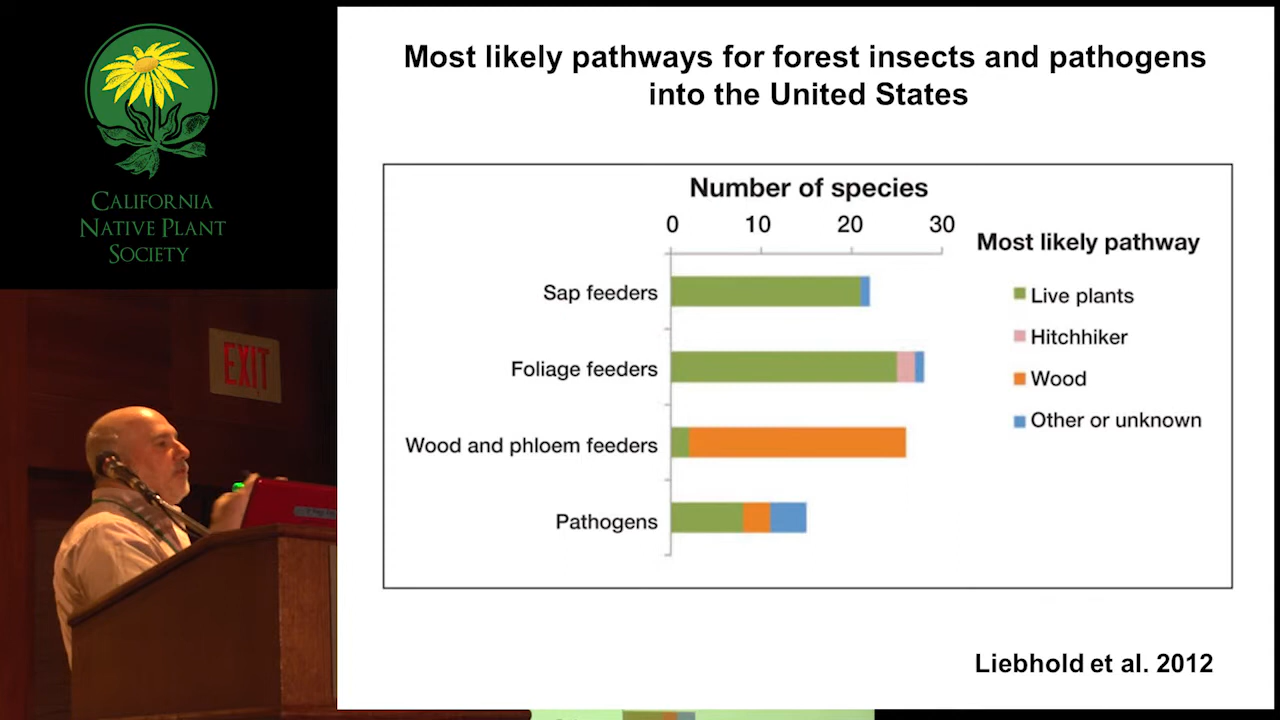 CALIFORNIA
NATIVE PLANT
SOCIETY
EXIT
Most likely pathways for forest insects and pathogens
into the United States
Number of species
0 10 20 30
Most likely pathway
Sap feeders
Foliage feeders
Wood and phloem feeders
Pathogens
Live plants
Hitchhiker
Wood
Other or unknown
Liebhold et al. 2012